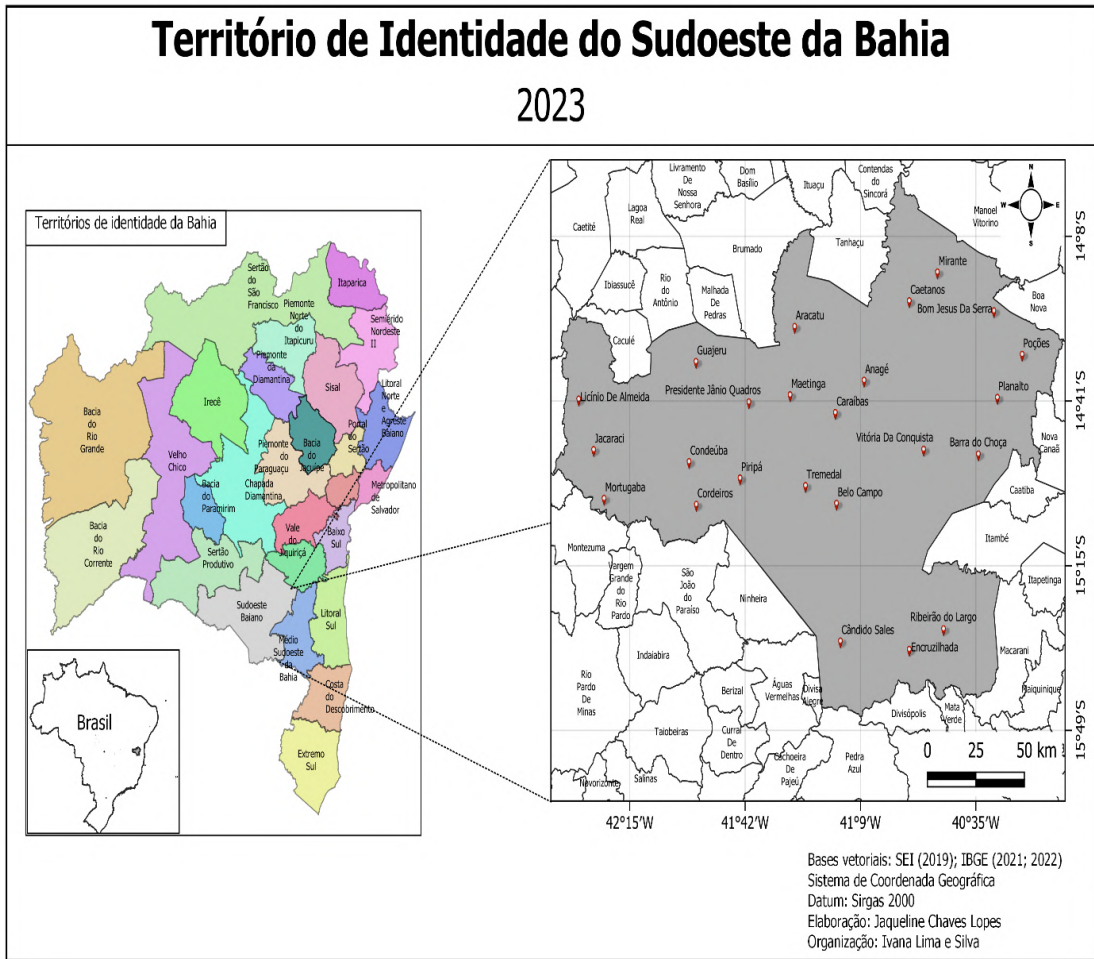 Território de Identidade do Sudoeste da Bahia
2023
Territórios de identidade da Bahia
Sertão
do
São
Francisco
Itaparica
Piemonte
Norte
do
Itapicuru
Semiérido
Nordeste
II
Piemonte
da
Diamantina
Sisal
Litoral
Norte
e
Agreste
Baiano
Irecê
Bacia
do
Rio
Grande
Velho
Chico
Portal
do
Sertão
Bacia
do
Jacuípe
Piemonte
do
Paraguaçu
Chapada
Diamantina
Metropolitano
de
Salvador
Bacia
do
Paramirim
Bacia
do
Rio
Corrente
Vale
do
Jiquiriçá
Baixo
Sul
Sertão
Produtivo
Sudoeste
Baiano
Litoral
Sul
Médio
Sudoeste
da
Bahia
Costa
do
Descobrimento
Extremo
Sul
Brasil
Livramento
De
Nossa
Senhora
Dom
Basílio
Ituaçu
Contendas
do
Sincorá
N
W
E
S
Manoel
Vitorino
Lagoa
Real
Caetité
Brumado
Tanhaçu
Mirante
Caetanos
Bom Jesus Da Serra
Boa
Nova
Ibiassucê
Rio
do
Antônio
Malhada
De
Pedras
Aracatu
Caculé
Guajeru
Poções
Anagé
Planalto
Licínio De Almeida
Presidente Jânio Quadros
Maetinga
Caraíbas
Jacaraci
Condeúba
Vitória Da Conquista
Barra do Choça
Nova
Canaã
Piripá
Tremedal
Caatiba
Mortugaba
Cordeiros
Belo Campo
Itambé
Montezuma
Vargem
Grande
do
Rio
Pardo
São
João
do
Paraíso
Ninheira
Itapetinga
Cândido Sales
Ribeirão do Largo
Encruzilhada
Macarani
Indaiabira
Rio
Pardo
De
Minas
Maiquinique
Berizal
Águas
Vermelhas
Divisa
Alegre
Divisópolis
Mata
Verde
Taiobeiras
Curral
De
Dentro
Cachoeira
De
Pajeú
Pedra
Azul
Novorizonte
Salinas
0 25 50 km
14°8'S
14°41'S
15°15'S
15°49'S
42°15'W 41°42'W 41°9'W 40°35'W
Bases vetoriais: SEI (2019); IBGE (2021; 2022)
Sistema de Coordenada Geográfica
Datum: Sirgas 2000
Elaboração: Jaqueline Chaves Lopes
Organização: Ivana Lima e Silva